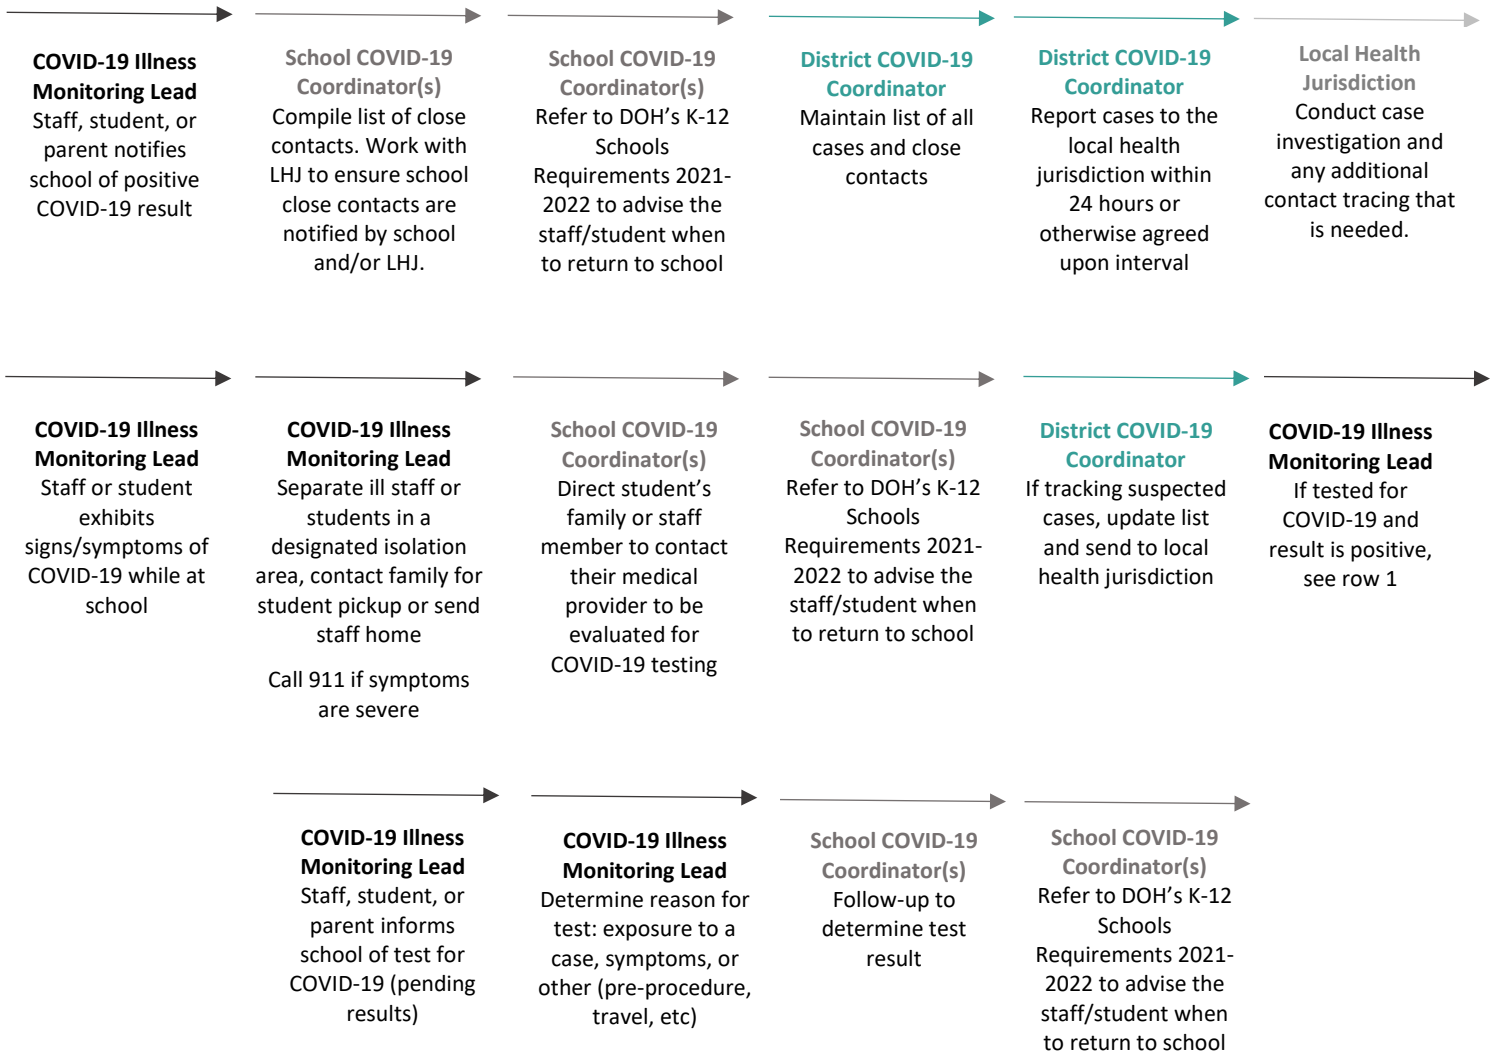 COVID-19 Illness
Monitoring Lead
Staff, student, or
parent notifies
school of positive
COVID-19 result
School COVID-19
Coordinator(s)
Compile list of close
contacts. Work with
LHJ to ensure school
close contacts are
notified by school
and/or LHJ.
School COVID-19
Coordinator(s)
Refer to DOH's K-12
Schools
Requirements 2021-
2022 to advise the
staff/student when
to return to school
District COVID-19
Coordinator
Maintain list of all
cases and close
contacts
District COVID-19
Coordinator
Report cases to the
local health
jurisdiction within
24 hours or
otherwise agreed
upon interval
Local Health
Jurisdiction
Conduct case
investigation and
any additional
contact tracing that
is needed.
COVID-19 Illness
Monitoring Lead
Staff or student
exhibits
signs/symptoms of
COVID-19 while at
school
COVID-19 Illness
Monitoring Lead
Separate ill staff or
students in a
designated isolation
area, contact family for
student pickup or send
staff home
Call 911 if symptoms
are severe
School COVID-19
Coordinator(s)
Direct student's
family or staff
member to contact
their medical
provider to be
evaluated for
COVID-19 testing
School COVID-19
Coordinator(s)
Refer to DOH's K-12
Schools
Requirements 2021-
2022 to advise the
staff/student when
to return to school
District COVID-19
Coordinator
If tracking suspected
cases, update list
and send to local
health jurisdiction
COVID-19 Illness
Monitoring Lead
If tested for
COVID-19 and
result is positive,
see row 1
COVID-19 Illness
Monitoring Lead
Staff, student, or
parent informs
school of test for
COVID-19 (pending
results)
COVID-19 Illness
Monitoring Lead
Determine reason for
test: exposure to a
case, symptoms, or
other (pre-procedure,
travel, etc)
School COVID-19
Coordinator(s)
Follow-up to
determine test
result
School COVID-19
Coordinator(s)
Refer to DOH's K-12
Schools
Requirements 2021-
2022 to advise the
staff/student when
to return to school